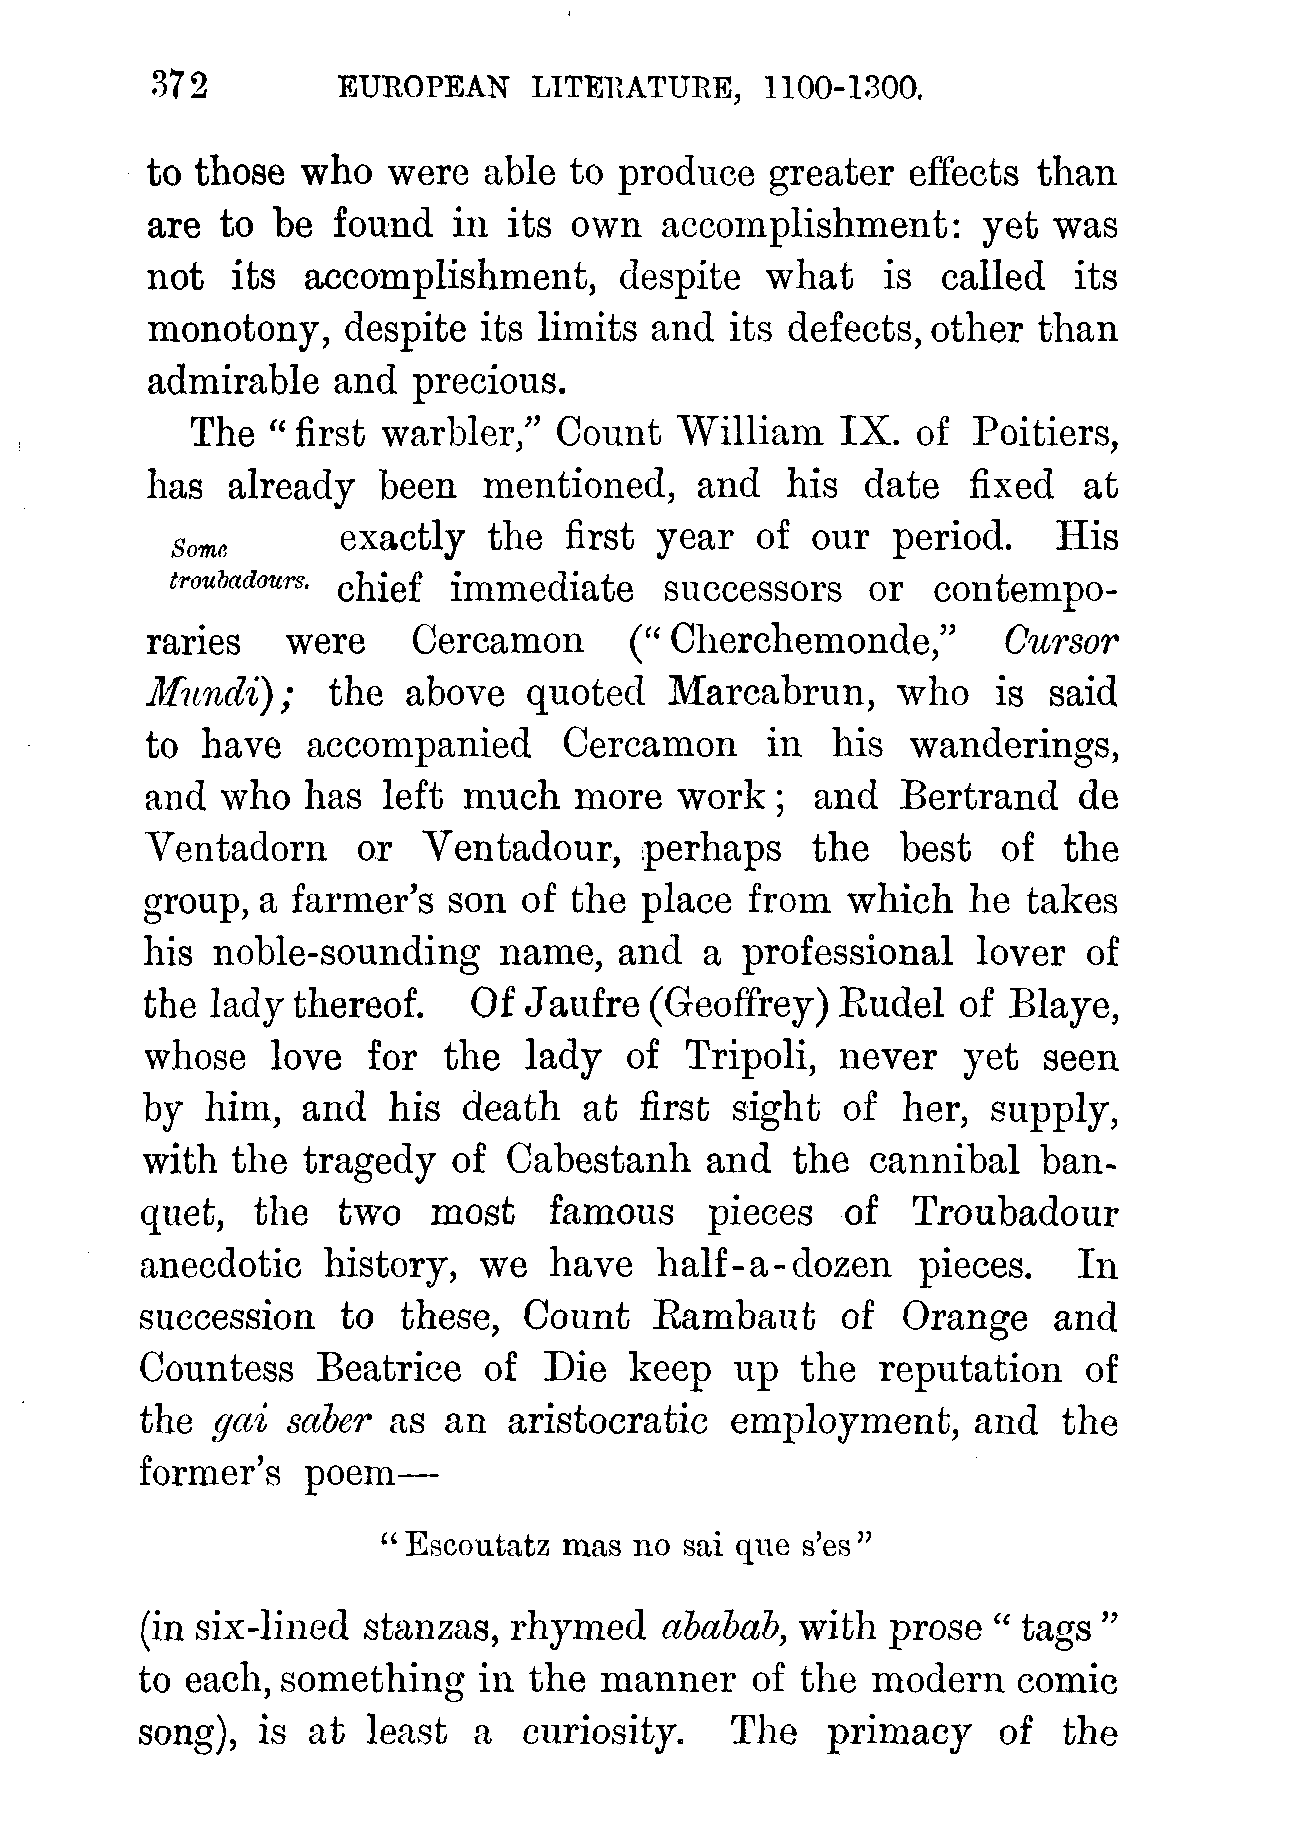 372 EUROPEAN LITERATURE, 1100-1300.
to those who were able to produce greater effects than
are to be found in its own accomplishment: yet was
not its accomplishment, despite what is called its
monotony, despite its limits and its defects, other than
admirable and precious.
The “first warbler,” Count William IX. of Poitiers,
has already been mentioned, and his date fixed at
Some
troubadours.
exactly the first year of our period. His
chief immediate successors or contempo-
raries were Cercamon (“Cherchemonde,” Cursor
Mundi); the above quoted Marcabrun, who is said
to have accompanied Cercamon in his wanderings,
and who has left much more work; and Bertrand de
Ventadorn or Ventadour, perhaps the best of the
group, a farmer’s son of the place from which he takes
his noble-sounding name, and a professional lover of
the lady thereof. Of Jaufre (Geoffrey) Rudel of Blaye,
whose love for the lady of Tripoli, never yet seen
by him, and his death at first sight of her, supply,
with the tragedy of Cabestanh and the cannibal ban-
quet, the two most famous pieces of Troubadour
anecdotic history, we have half-a-dozen pieces. In
succession to these, Count Rambaut of Orange and
Countess Beatrice of Die keep up the reputation of
the gai saber as an aristocratic employment, and the
former’s poem—
“Escoutatz mas no sai que s’es”
(in six-lined stanzas, rhymed ababab, with prose “tags”
to each, something in the manner of the modern comic
song), is at least a curiosity. The primacy of the